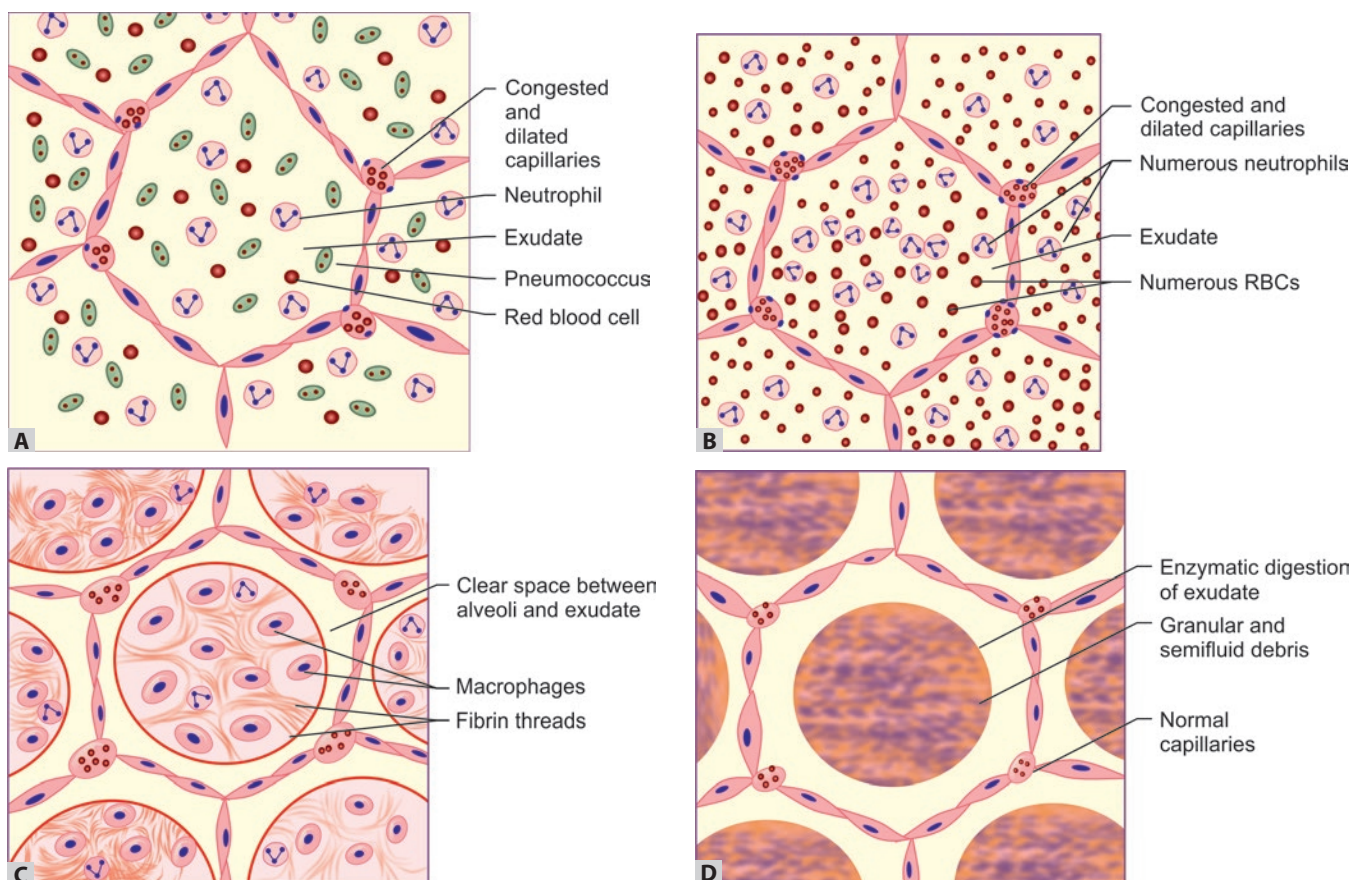 Congested
and
dilated
capillaries
Neutrophil
Exudate
Pneumococcus
Red blood cell
A
Congested and
dilated capillaries
Numerous neutrophils
Exudate
Numerous RBCs
B
Clear space between
alveoli and exudate
Macrophages
Fibrin threads
C
Enzymatic digestion
of exudate
Granular and
semifluid debris
Normal
capillaries
D